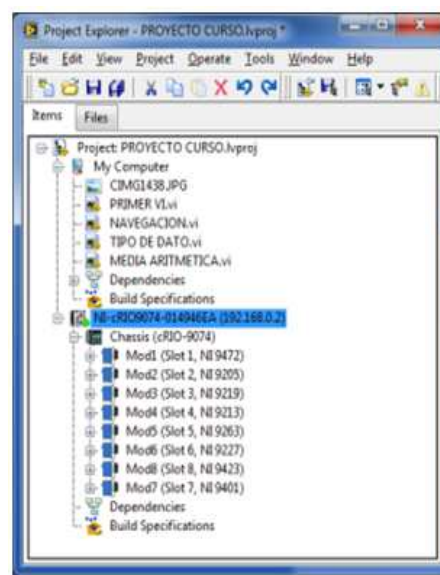 Project Explorer - PROYECTO CURSO.lvproj *
File Edit View Project Operate Tools Window Help
Items Files
Project: PROYECTO CURSO.lvproj
My Computer
CIMG1438.JPG
PRIMER VI.vi
NAVEGACION.vi
TIPO DE DATO.vi
MEDIA ARITMETICA.vi
Dependencies
Build Specifications
NI-cRIO9074-014946EA (192.168.0.2)
Chassis (cRIO-9074)
Mod1 (Slot 1, NI 9472)
Mod2 (Slot 2, NI 9205)
Mod3 (Slot 3, NI 9219)
Mod4 (Slot 4, NI 9213)
Mod5 (Slot 5, NI 9263)
Mod6 (Slot 6, NI 9227)
Mod8 (Slot 8, NI 9423)
Mod7 (Slot 7, NI 9401)
Dependencies
Build Specifications